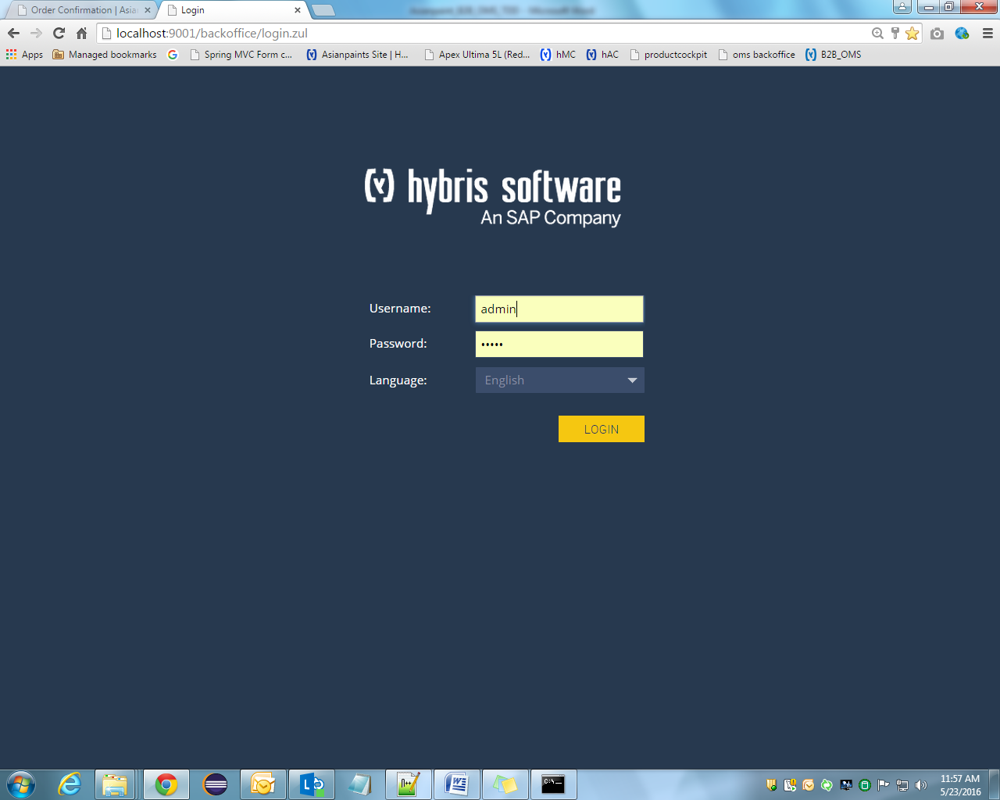 Order Confirmation | Asia
Login
localhost:9001/backoffice/login.zul
Apps
Managed bookmarks
Spring MVC Form c...
Asianpaints Site | H...
Apex Ultima 5L (Red...
hMC
hAC
productcockpit
oms backoffice
B2B_OMS
hybris software
An SAP Company
Username:
admin
Password:
•••••
Language:
English
LOGIN
11:57 AM
5/23/2016